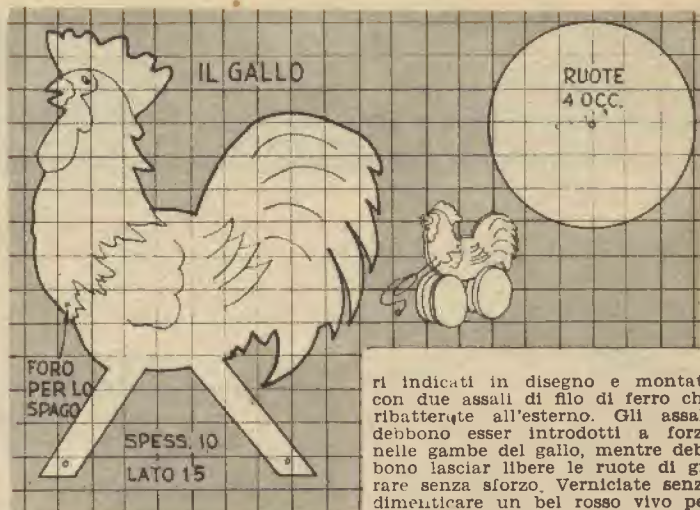 IL GALLO
RUOTE
4 OCC.
FORO
PER LO
SPAGO
SPESS. 10
LATO 15
ri indicati in disegno e montat
con due assali di filo di ferro ch
ribatterete all'esterno. Gli assa
debbono esser introdotti a forz
nelle gambe del gallo, mentre deb
bono lasciar libere le ruote di g
rare senza sforzo. Verniciate senz
dimenticare un bel rosso vivo pe